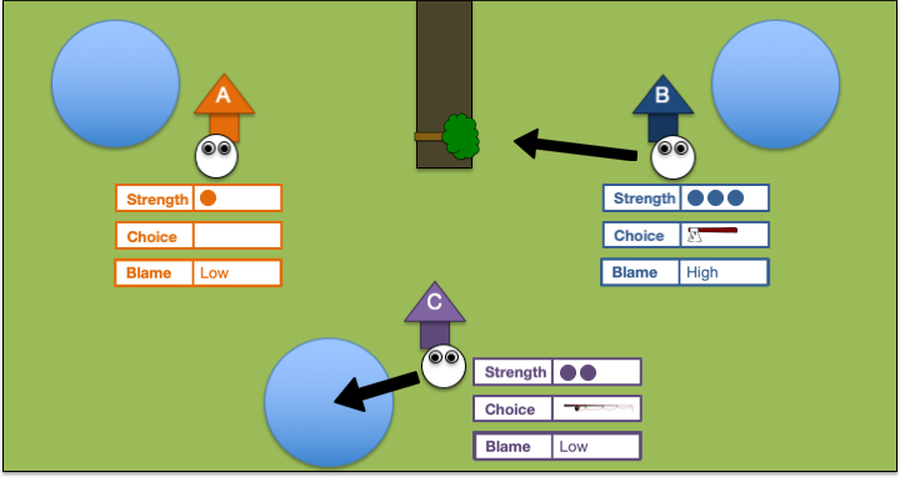 A
B
Strength
Choice
Blame Low
Strength
Choice
Blame High
C
Strength
Choice
Blame Low